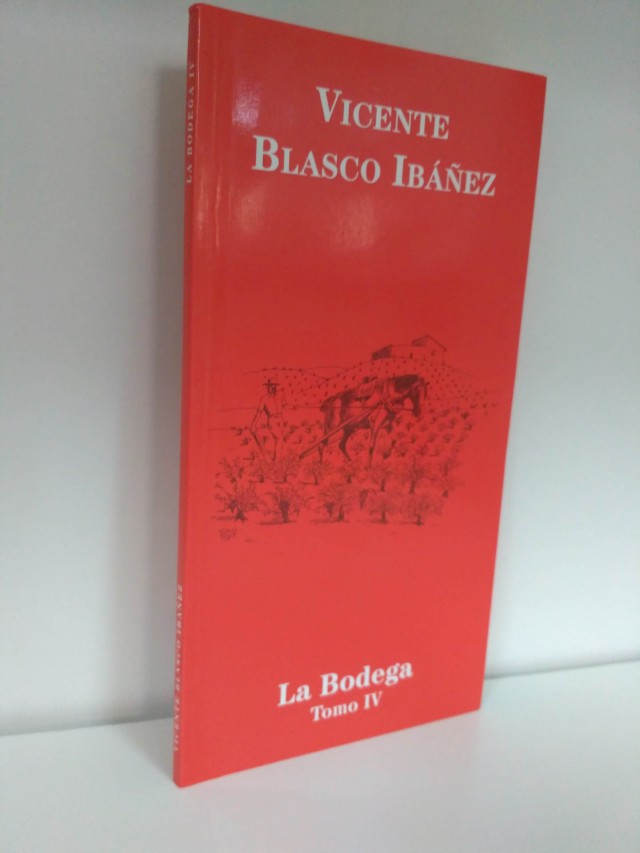 VICENTE
BLASCO IBÁÑEZ
La Bodega
Tomo IV
LA BODEGA IV
VICENTE BLASCO IBÁÑEZ